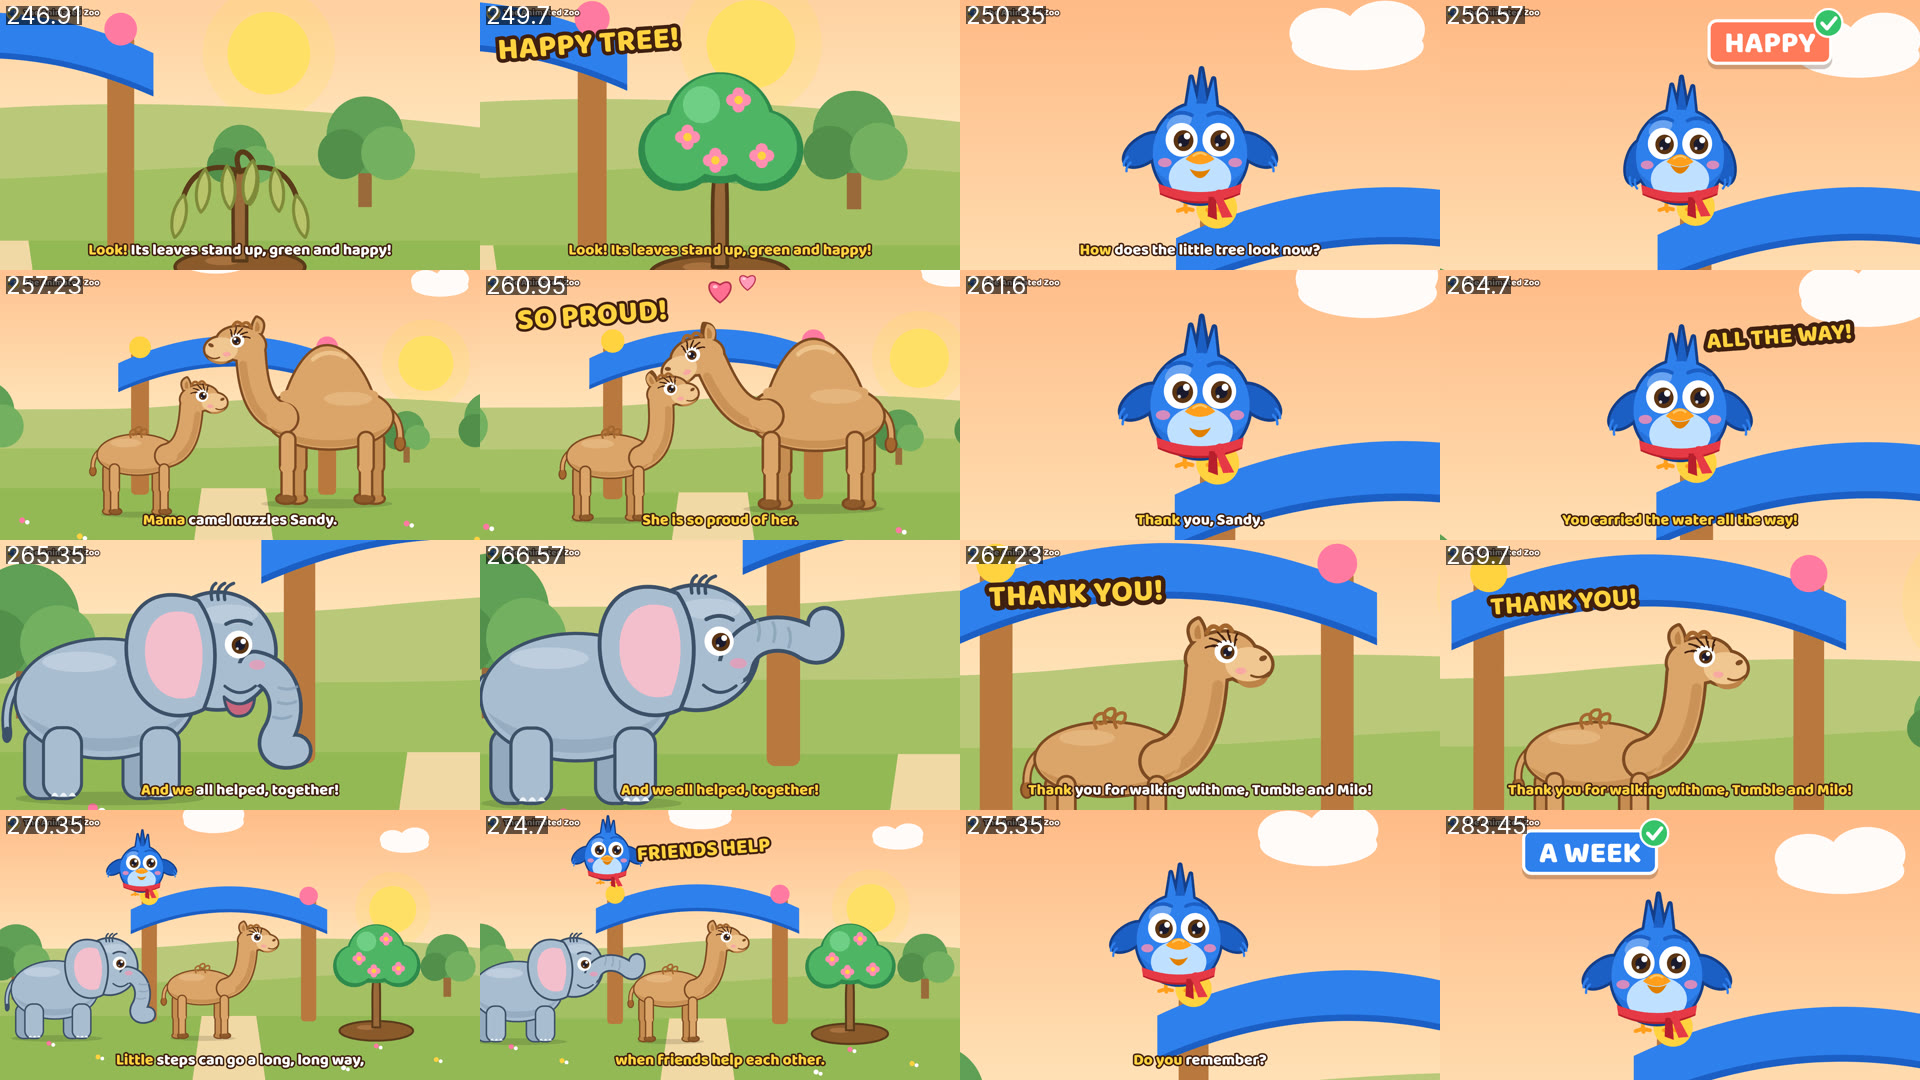 246.91
249.7
HAPPY TREE!
250.35
256.57
HAPPY
Look! Its leaves stand up, green and happy!
Look! Its leaves stand up, green and happy!
How does the little tree look now?
257.23
260.95
SO PROUD!
261.6
264.7
ALL THE WAY!
Mama camel nuzzles Sandy.
She is so proud of her.
Thank you, Sandy.
You carried the water all the way!
265.35
266.57
267.23
THANK YOU!
269.7
THANK YOU!
And we all helped, together!
And we all helped, together!
Thank you for walking with me, Tumble and Milo!
Thank you for walking with me, Tumble and Milo!
270.35
274.7
FRIENDS HELP
275.35
283.45
A WEEK
Little steps can go a long, long way,
when friends help each other.
Do you remember?